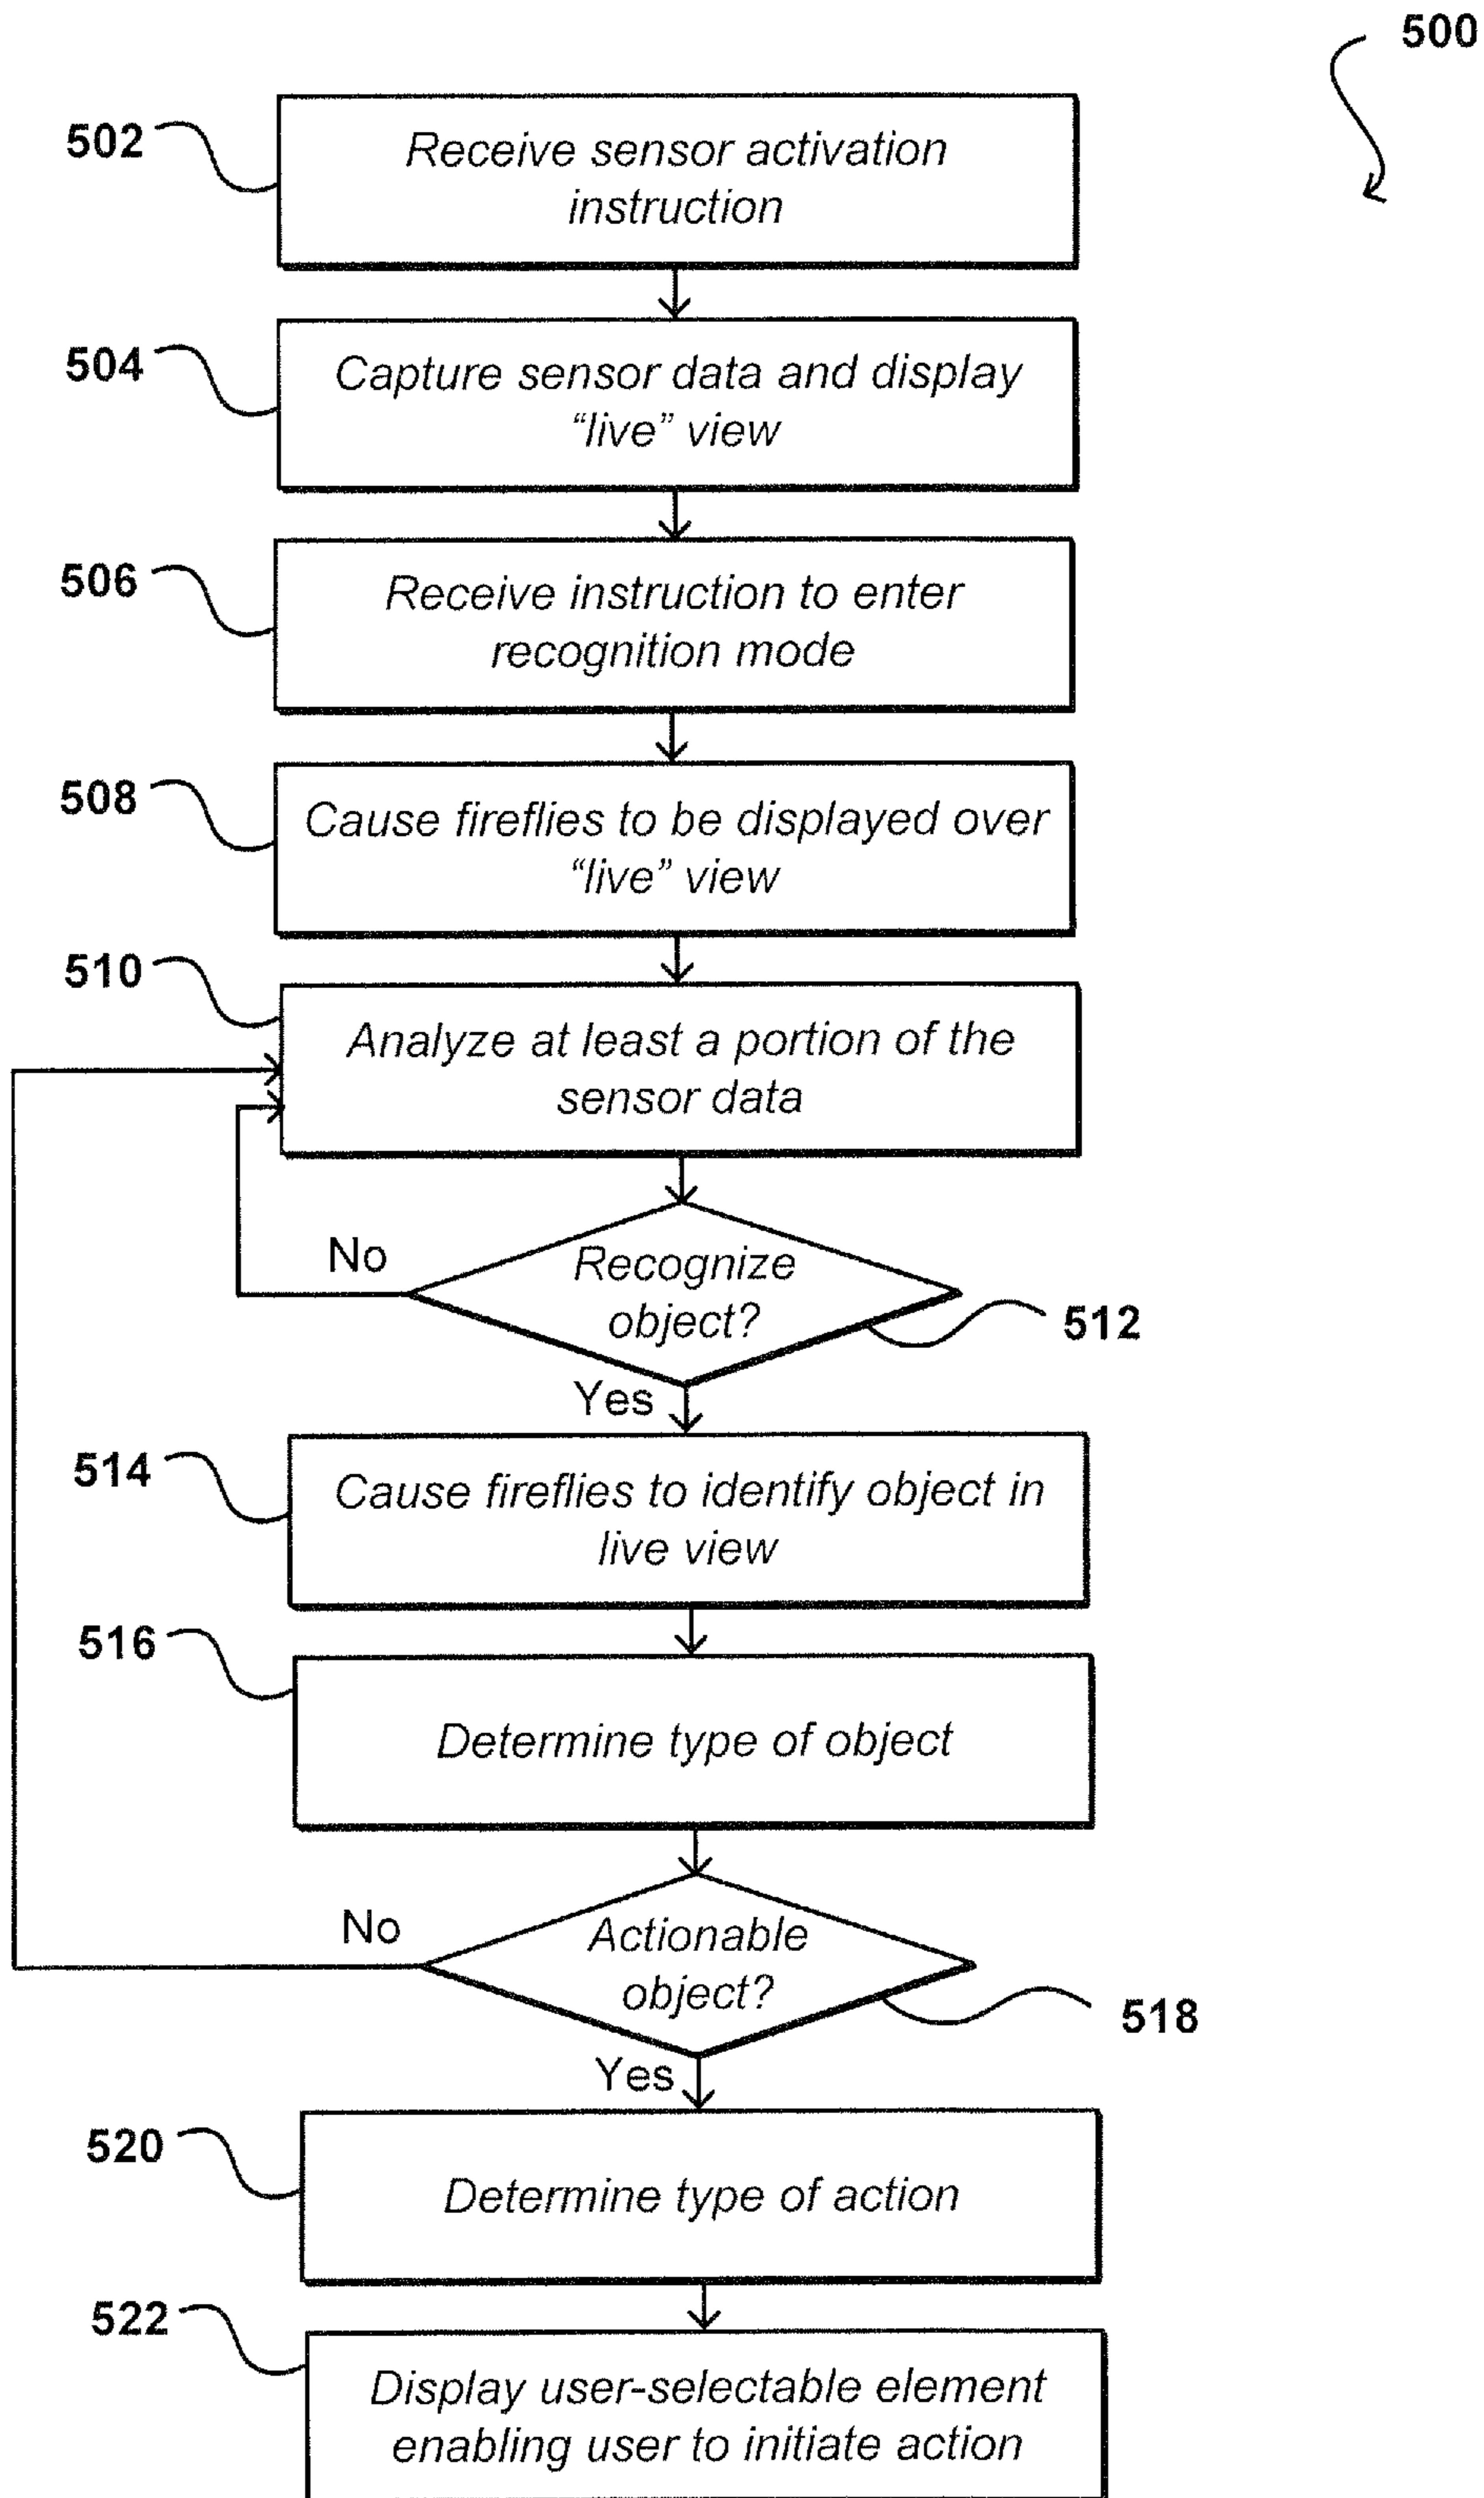 500
502
Receive sensor activation
instruction
504
Capture sensor data and display
“live” view
506
Receive instruction to enter
recognition mode
508
Cause fireflies to be displayed over
“live” view
510
Analyze at least a portion of the
sensor data
No
Recognize
object?
512
Yes
514
Cause fireflies to identify object in
live view
516
Determine type of object
No
Actionable
object?
518
Yes
520
Determine type of action
522
Display user-selectable element
enabling user to initiate action